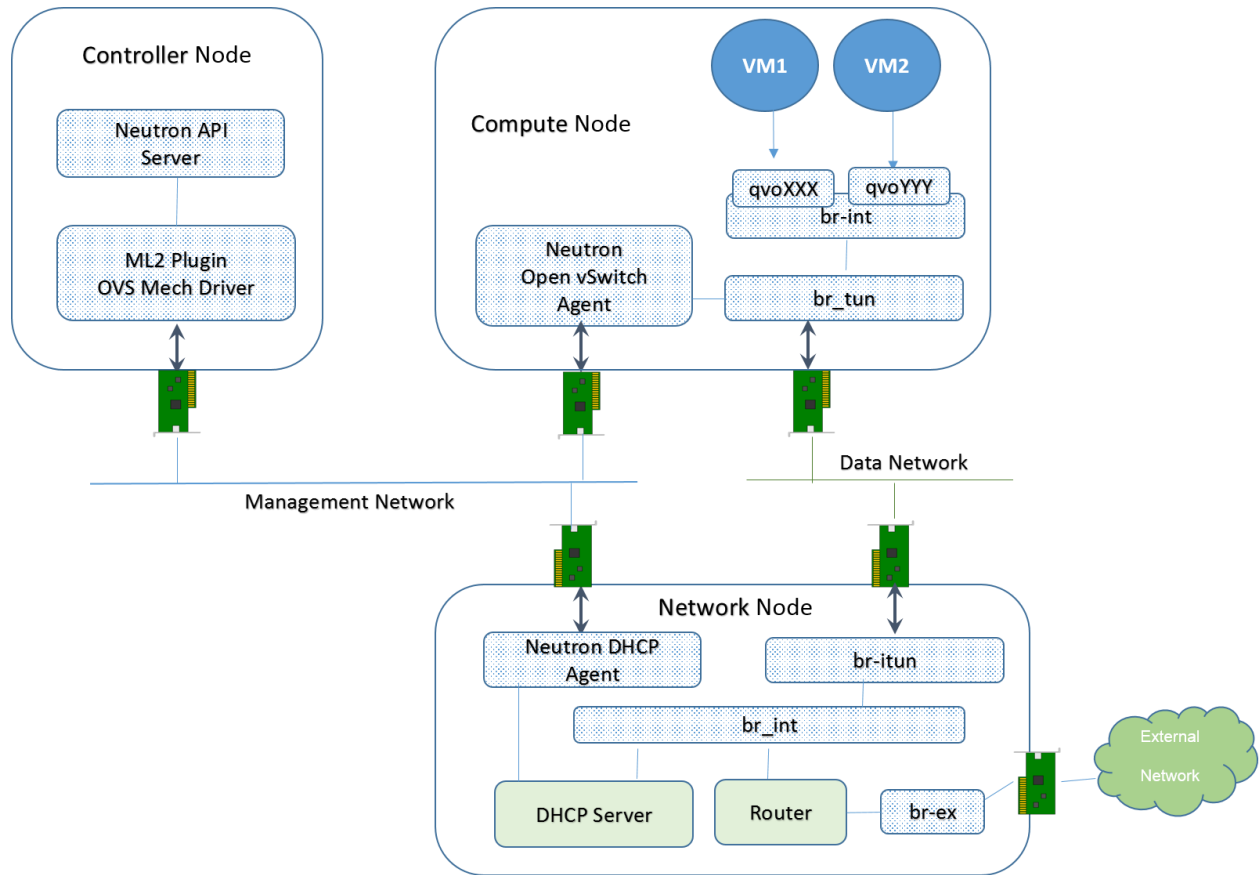 Controller Node
Neutron API
Server
ML2 Plugin
OVS Mech Driver
Compute Node
VM1
VM2
qvoXXX
qvoYYY
br-int
Neutron
Open vSwitch
Agent
br_tun
Management Network
Data Network
Network Node
Neutron DHCP
Agent
br-itun
br_int
DHCP Server
Router
br-ex
External
Network